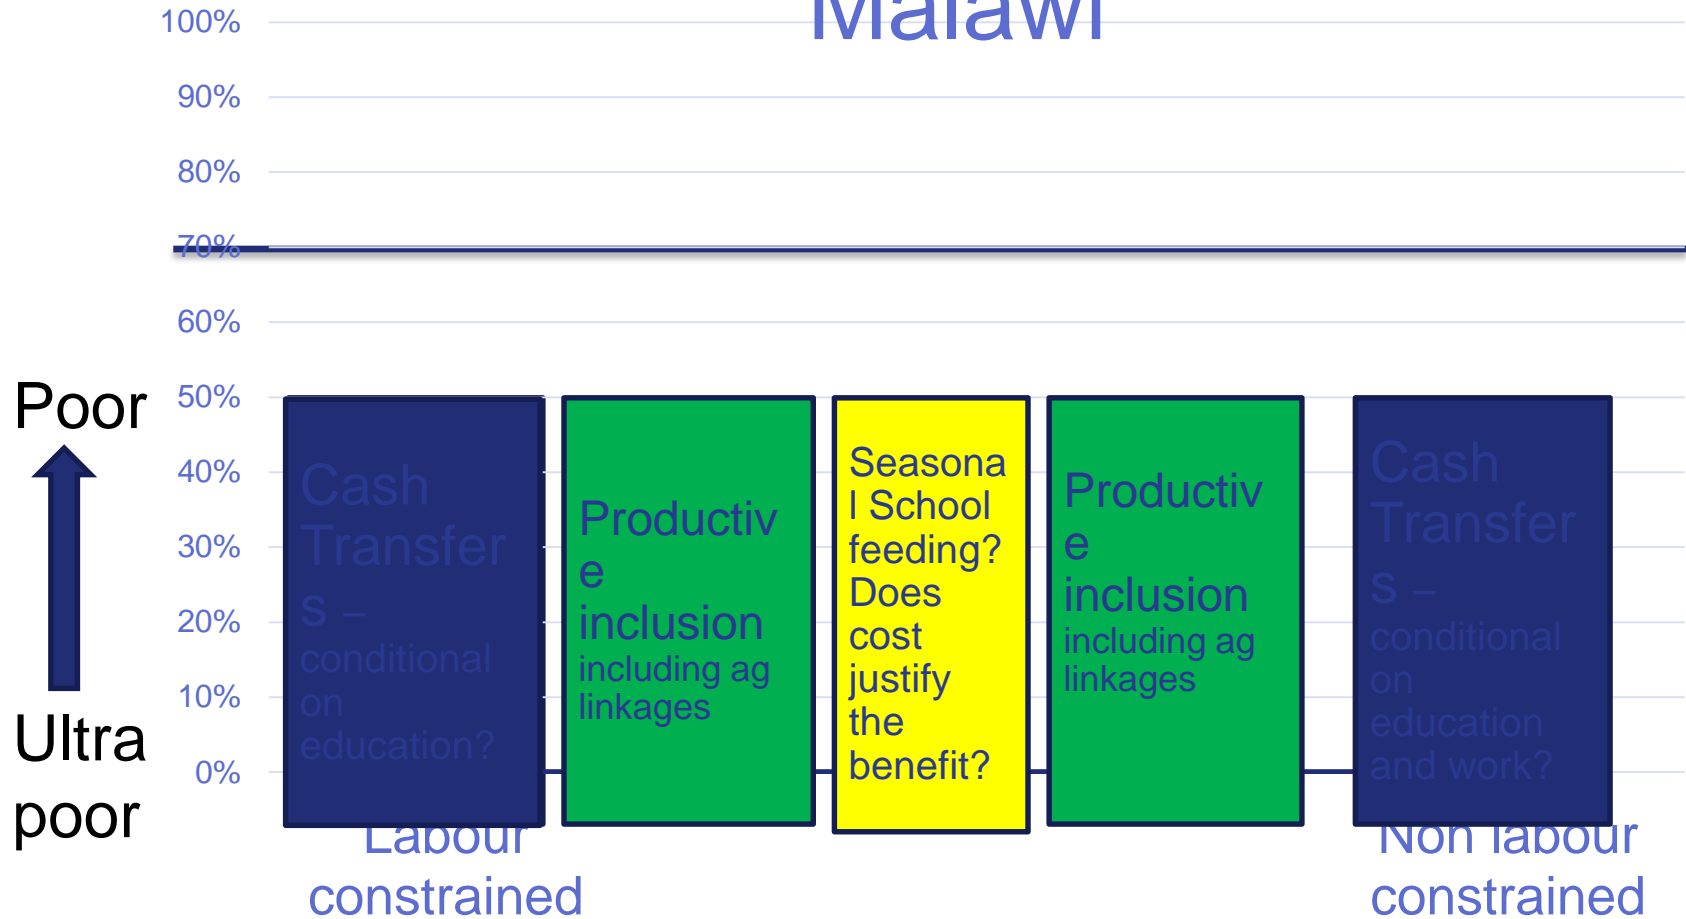 Malawi
100%
90%
80%
70%
60%
50%
40%
30%
20%
10%
0%
Poor
Ultra
poor
Cash
Transfer
s –
conditional
on
education?
Productiv
e
inclusion
including ag
linkages
Seasona
l School
feeding?
Does
cost
justify
the
benefit?
Productiv
e
inclusion
including ag
linkages
Cash
Transfer
s –
conditional
on
education
and work?
Labour
constrained
Non labour
constrained